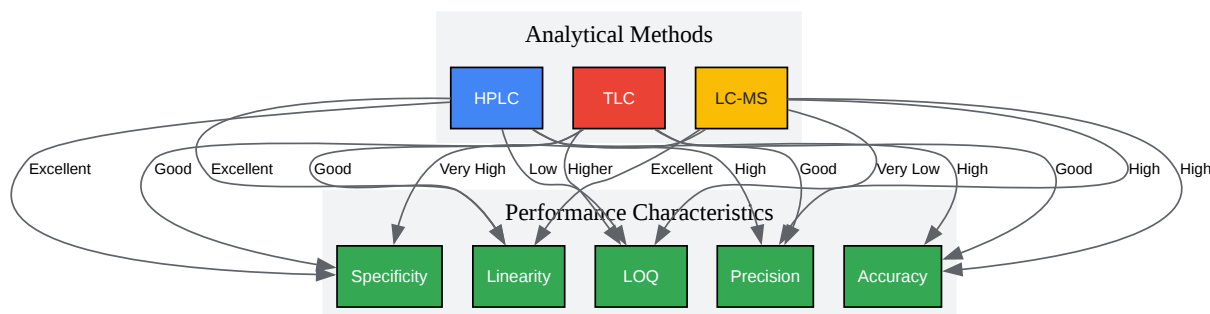 Analytical Methods
HPLC
TLC
LC-MS
Excellent
Good
Excellent
Good
Very High
Low
Higher
Excellent
High
Good
Very Low
High
Good
High
High
Performance Characteristics
Specificity
Linearity
LOQ
Precision
Accuracy